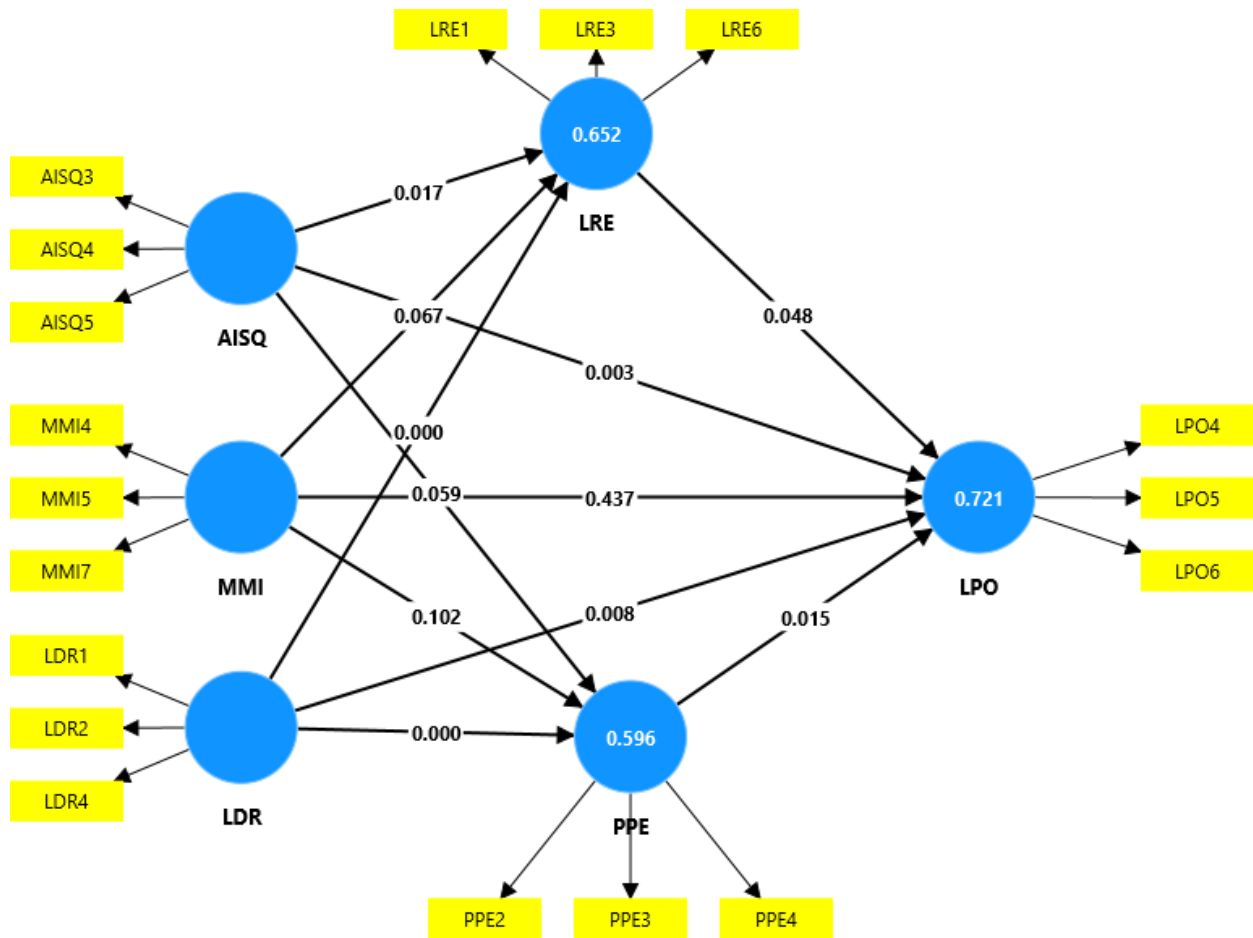 LRE1 LRE3 LRE6
0.652
LRE
AISQ3
AISQ4
AISQ5
AISQ
0.017
0.067
0.048
0.003
MMI4
MMI5
MMI7
MMI
0.000
0.059
0.437
0.721
LPO
LPO4
LPO5
LPO6
0.102
0.008
0.015
LDR1
LDR2
LDR4
LDR
0.000
0.596
PPE
PPE2 PPE3 PPE4